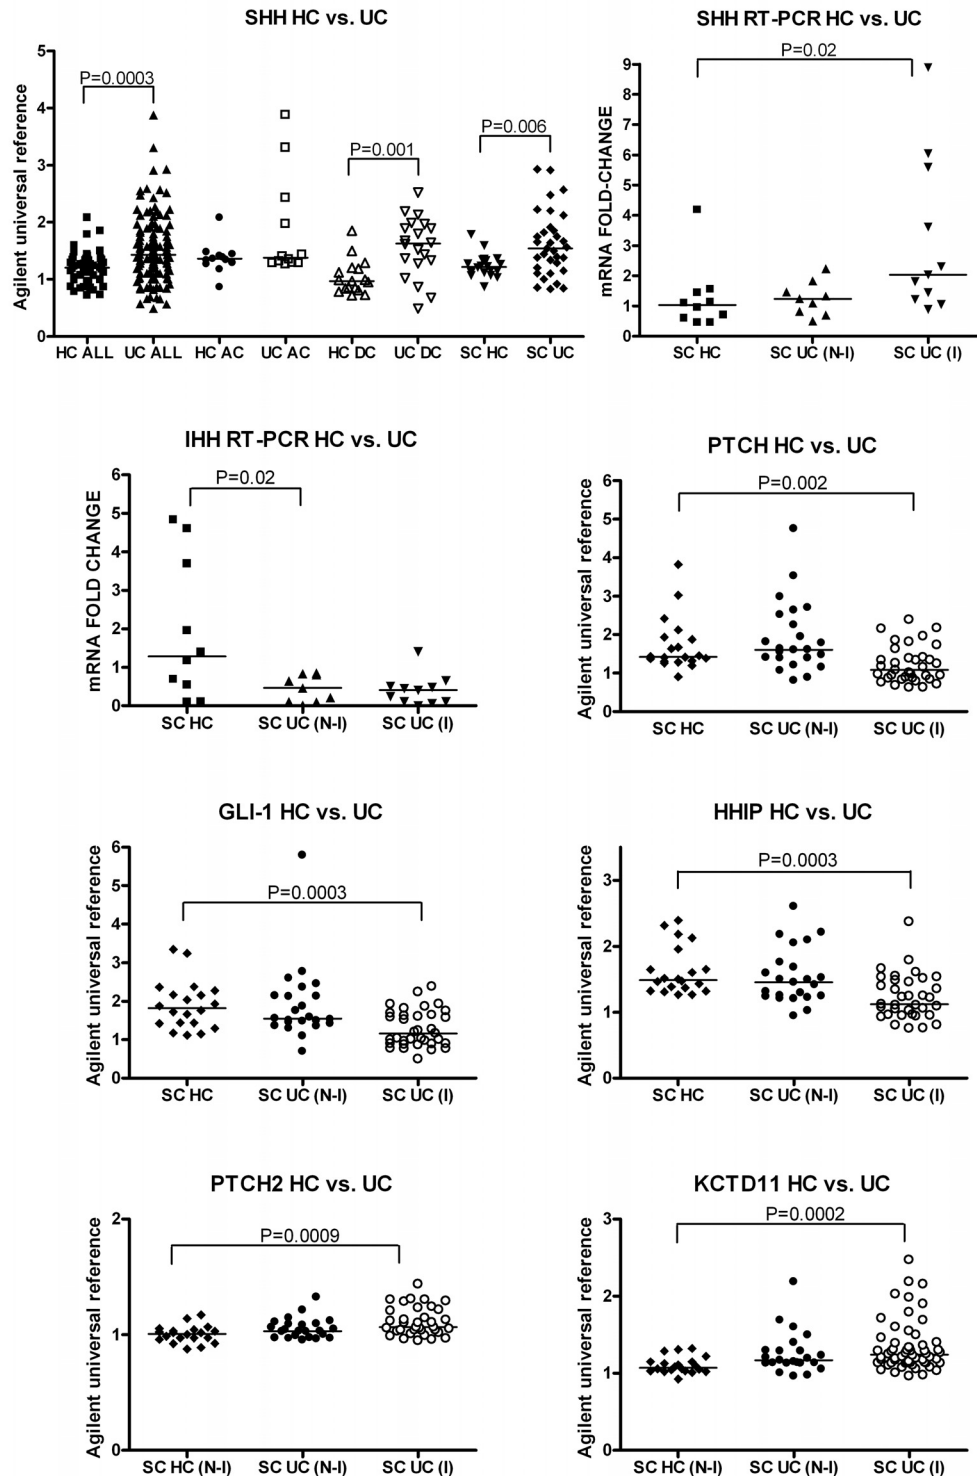 SHH HC vs. UC
Agilent universal reference
5
4
3
2
1
0
P=0.0003
P=0.001
P=0.006
HC ALL UC ALL HC AC UC AC HC DC UC DC SC HC SC UC
SHH RT-PCR HC vs. UC
mRNA FOLD-CHANGE
9
8
7
6
5
4
3
2
1
0
P=0.02
SC HC SC UC (N-I) SC UC (I)
IHH RT-PCR HC vs. UC
mRNA FOLD CHANGE
6
5
4
3
2
1
0
P=0.02
SC HC SC UC (N-I) SC UC (I)
PTCH HC vs. UC
Agilent universal reference
6
5
4
3
2
1
0
P=0.002
SC HC SC UC (N-I) SC UC (I)
GLI-1 HC vs. UC
Agilent universal reference
6
5
4
3
2
1
0
P=0.0003
SC HC SC UC (N-I) SC UC (I)
HHIP HC vs. UC
Agilent universal reference
3
2
1
0
P=0.0003
SC HC SC UC (N-I) SC UC (I)
PTCH2 HC vs. UC
Agilent universal reference
2
1
0
P=0.0009
SC HC (N-I) SC UC (N-I) SC UC (I)
KCTD11 HC vs. UC
Agilent universal reference
3
2
1
0
P=0.0002
SC HC (N-I) SC UC (N-I) SC UC (I)